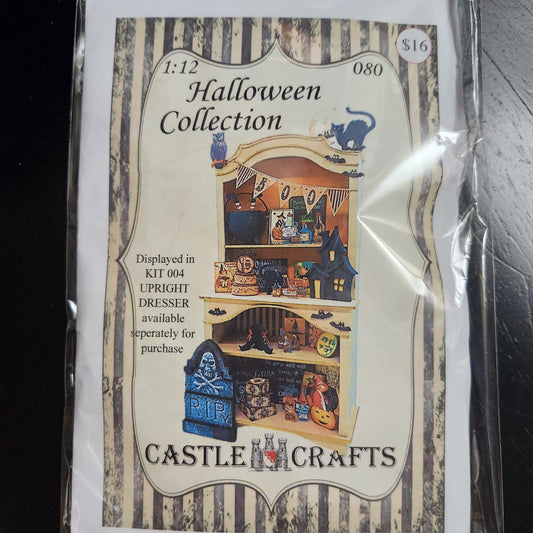 $16
1:12
080
Halloween
Collection
BOO
Displayed in
KIT 004
UPRIGHT
DRESSER
available
seperately for
purchase
RIP
CASTLE CRAFTS